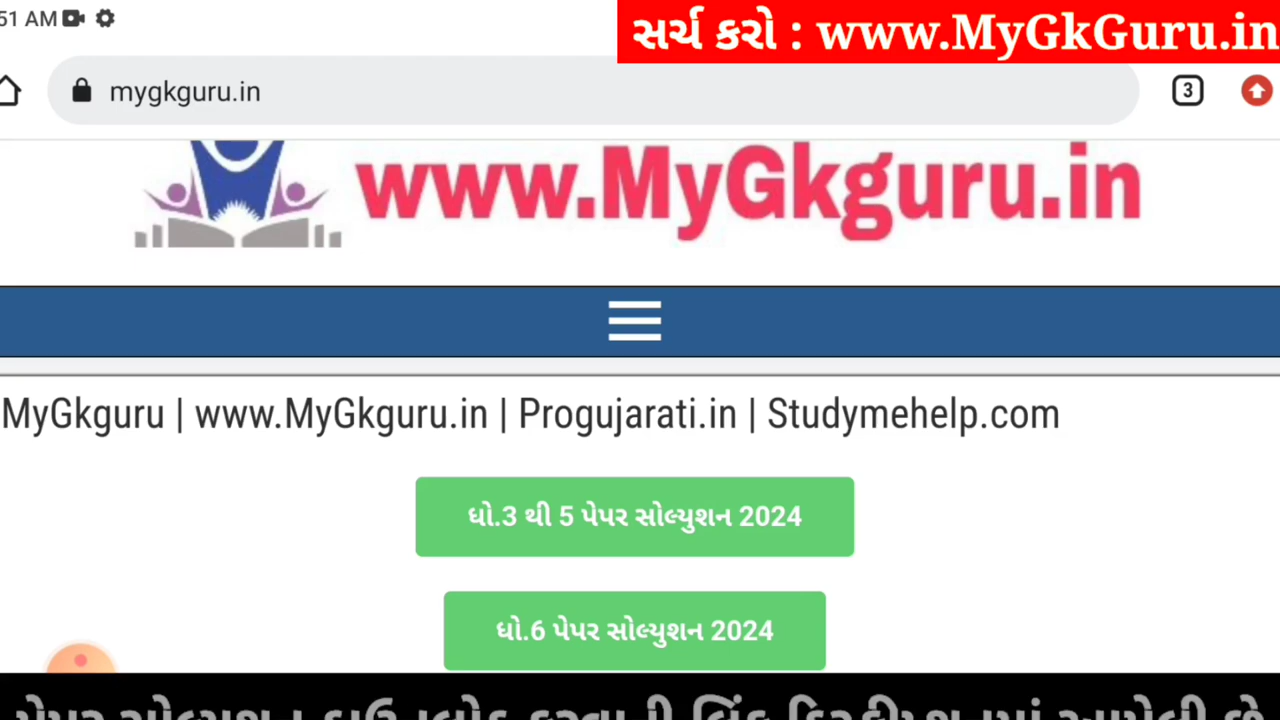 51 AM
સર્ચ કરો : www.MyGkGuru.in
mygkguru.in
3
www.MyGkguru.in
MyGkguru | www.MyGkguru.in | Progujarati.in | Studymehelp.com
ધો.3 થી 5 પેપર સોલ્યુશન 2024
ધો.6 પેપર સોલ્યુશન 2024